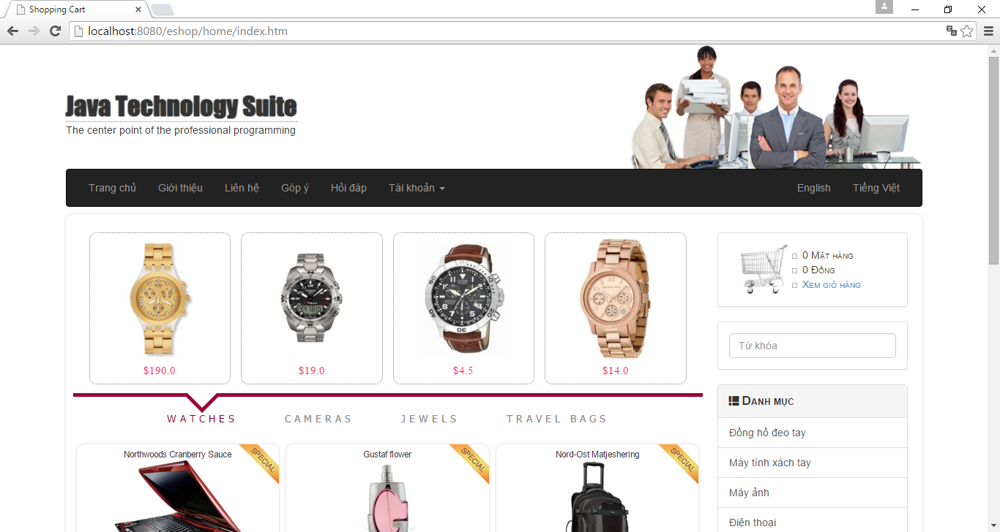 Shopping Cart
localhost:8080/eshop/home/index.htm
Java Technology Suite
The center point of the professional programming
Trang chủ Giới thiệu Liên hệ Góp ý Hỏi đáp Tài khoản English Tiếng Việt
$190.0 $19.0 $4.5 $14.0
0 Mặt hàng
0 Đồng
Xem giỏ hàng
Từ khóa
WATCHES CAMERAS JEWELS TRAVEL BAGS
Danh mục
Đồng hồ đeo tay
Máy tính xách tay
Máy ảnh
Điện thoại
Northwoods Cranberry Sauce SPECIAL
Gustaf flower SPECIAL
Nord-Ost Matjeshering SPECIAL